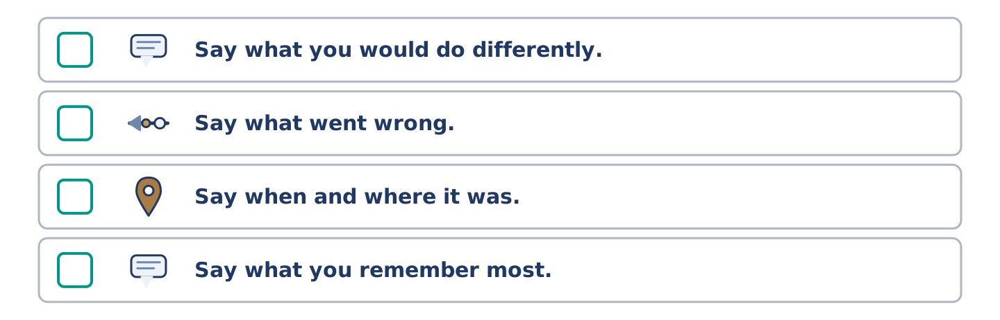 Say what you would do differently.
Say what went wrong.
Say when and where it was.
Say what you remember most.